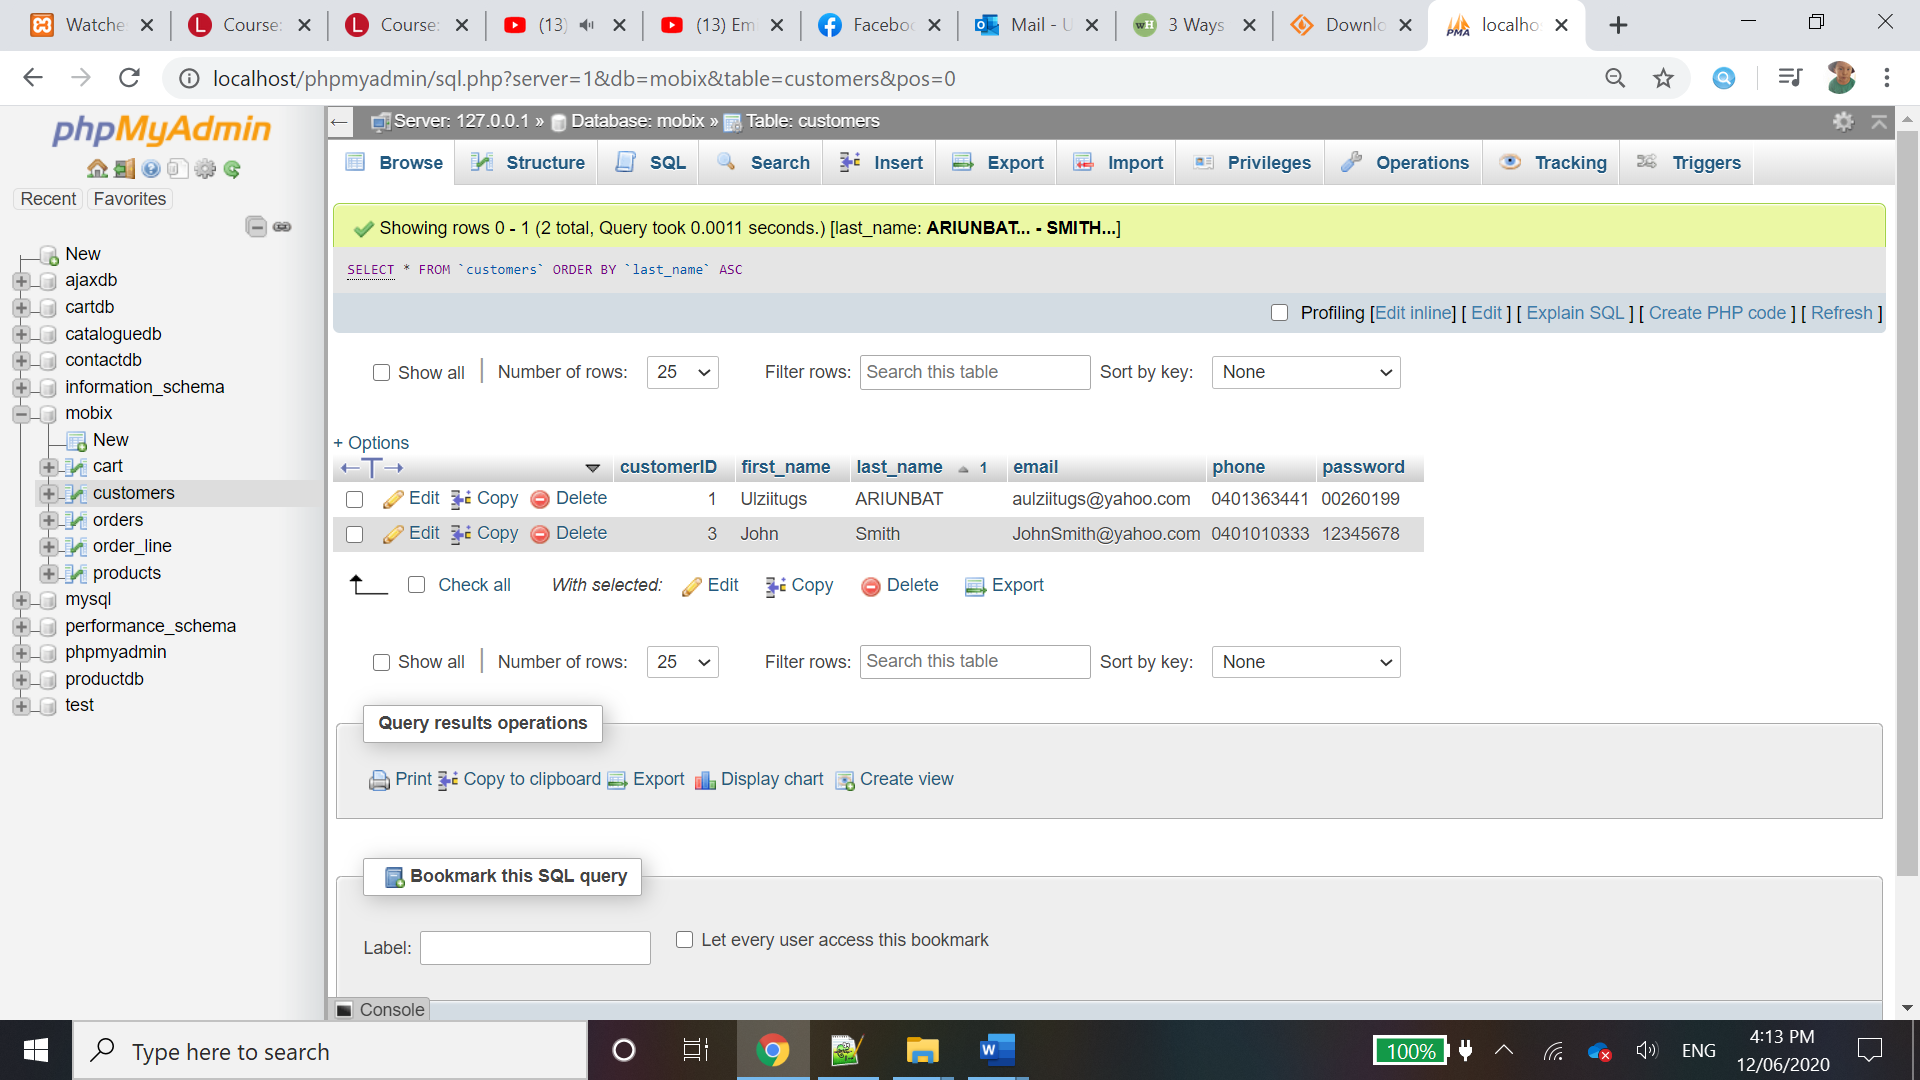 Watche
Course:
Course:
(13)
(13) Em
Faceboo
Mail - U
3 Ways
Downlo
localho
localhost/phpmyadmin/sql.php?server=1&db=mobix&table=customers&pos=0
phpMyAdmin
Recent Favorites
New
ajaxdb
cartdb
cataloguedb
contactdb
information_schema
mobix
New
cart
customers
orders
order_line
products
mysql
performance_schema
phpmyadmin
productdb
test
Server: 127.0.0.1 » Database: mobix » Table: customers
Browse Structure SQL Search Insert Export Import Privileges Operations Tracking Triggers
Showing rows 0 - 1 (2 total, Query took 0.0011 seconds.) [last_name: ARIUNBAT... - SMITH...]
SELECT * FROM `customers` ORDER BY `last_name` ASC
Profiling [Edit inline] [ Edit ] [ Explain SQL ] [ Create PHP code ] [ Refresh ]
Show all Number of rows: 25 Filter rows: Search this table Sort by key: None
+ Options
←T→ customerID first_name last_name 1 email phone password
Edit Copy Delete 1 Ulziitugs ARIUNBAT aulziitugs@yahoo.com 0401363441 00260199
Edit Copy Delete 3 John Smith JohnSmith@yahoo.com 0401010333 12345678
Check all With selected: Edit Copy Delete Export
Show all Number of rows: 25 Filter rows: Search this table Sort by key: None
Query results operations
Print Copy to clipboard Export Display chart Create view
Bookmark this SQL query
Label: Let every user access this bookmark
Console
Type here to search
100%
ENG
4:13 PM
12/06/2020